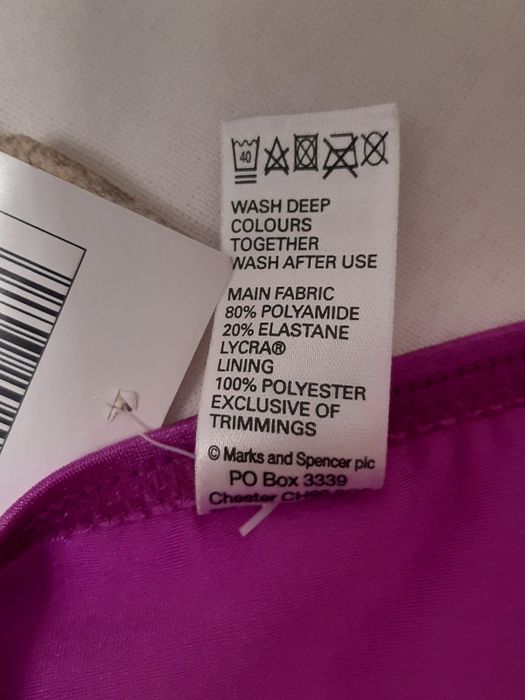 40
WASH DEEP
COLOURS
TOGETHER
WASH AFTER USE
MAIN FABRIC
80% POLYAMIDE
20% ELASTANE
LYCRA®
LINING
100% POLYESTER
EXCLUSIVE OF
TRIMMINGS
© Marks and Spencer plc
PO Box 3339
Chester